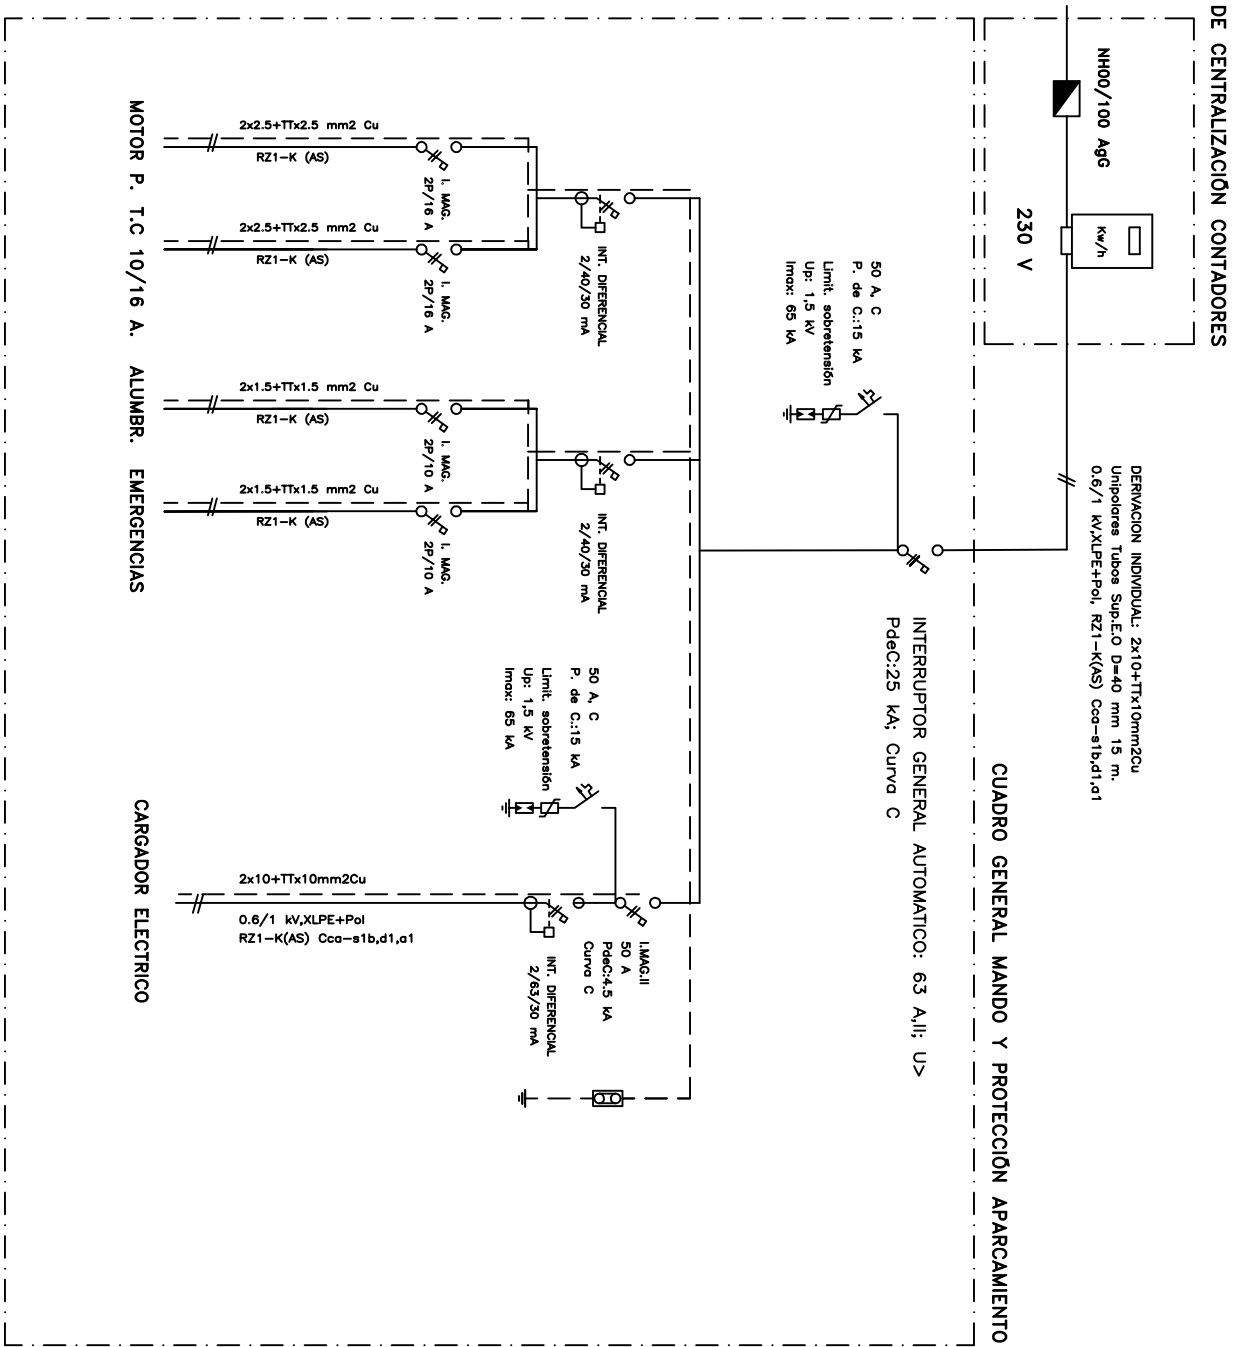 DE CENTRALIZACIÓN CONTADORES
NH00/100 AgG
Kw/h
230 V
DERIVACION INDIVIDUAL: 2x10+TTx10mm2Cu
Unipolares Tubos Sup.E.O D=40 mm 15 m.
0.6/1 kV,XLPE+Pol, RZ1-K(AS) Cca-s1b,d1,a1
CUADRO GENERAL MANDO Y PROTECCIÓN APARCAMIENTO
INTERRUPTOR GENERAL AUTOMATICO: 63 A,II; U>
PdeC:25 kA; Curva C
50 A, C
P. de C.:15 kA
Limit. sobretensión
Up: 1,5 kV
Imax: 65 kA
INT. DIFERENCIAL
2/40/30 mA
I. MAG.
2P/16 A
I. MAG.
2P/16 A
2x2.5+TTx2.5 mm2 Cu
RZ1-K (AS)
2x2.5+TTx2.5 mm2 Cu
RZ1-K (AS)
MOTOR P. T.C 10/16 A.
INT. DIFERENCIAL
2/40/30 mA
I. MAG.
2P/10 A
I. MAG.
2P/10 A
2x1.5+TTx1.5 mm2 Cu
RZ1-K (AS)
2x1.5+TTx1.5 mm2 Cu
RZ1-K (AS)
ALUMBR. EMERGENCIAS
50 A, C
P. de C.:15 kA
Limit. sobretensión
Up: 1,5 kV
Imax: 65 kA
I.MAG.II
50 A
PdeC:4.5 kA
Curva C
INT. DIFERENCIAL
2/63/30 mA
2x10+TTx10mm2Cu
0.6/1 kV,XLPE+Pol
RZ1-K(AS) Cca-s1b,d1,a1
CARGADOR ELECTRICO